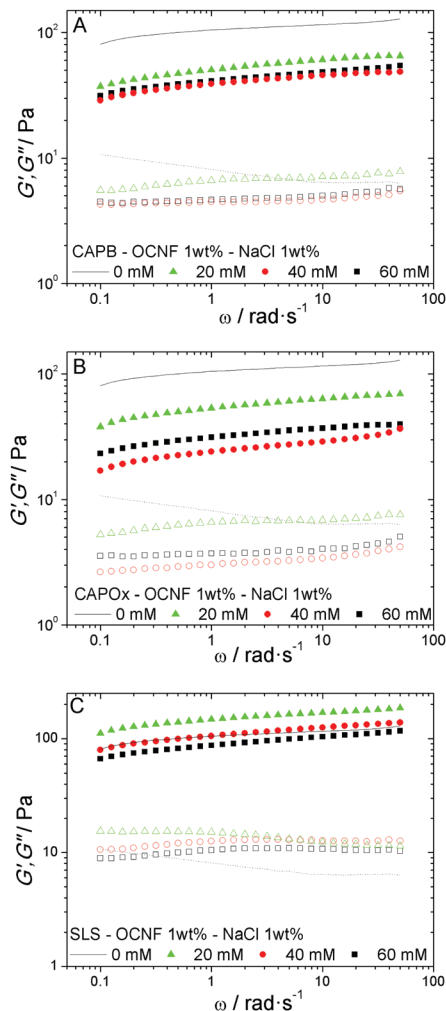 A
10²
10¹
10⁰
G′,G″/ Pa
CAPB - OCNF 1wt% - NaCl 1wt%
0 mM 20 mM 40 mM 60 mM
0.1 1 10 100
ω / rad·s⁻¹
B
10²
10¹
10⁰
G′,G″/ Pa
CAPOx - OCNF 1wt% - NaCl 1wt%
0 mM 20 mM 40 mM 60 mM
0.1 1 10 100
ω / rad·s⁻¹
C
100
10
1
G′,G″/ Pa
SLS - OCNF 1wt% - NaCl 1wt%
0 mM 20 mM 40 mM 60 mM
0.1 1 10 100
ω / rad·s⁻¹